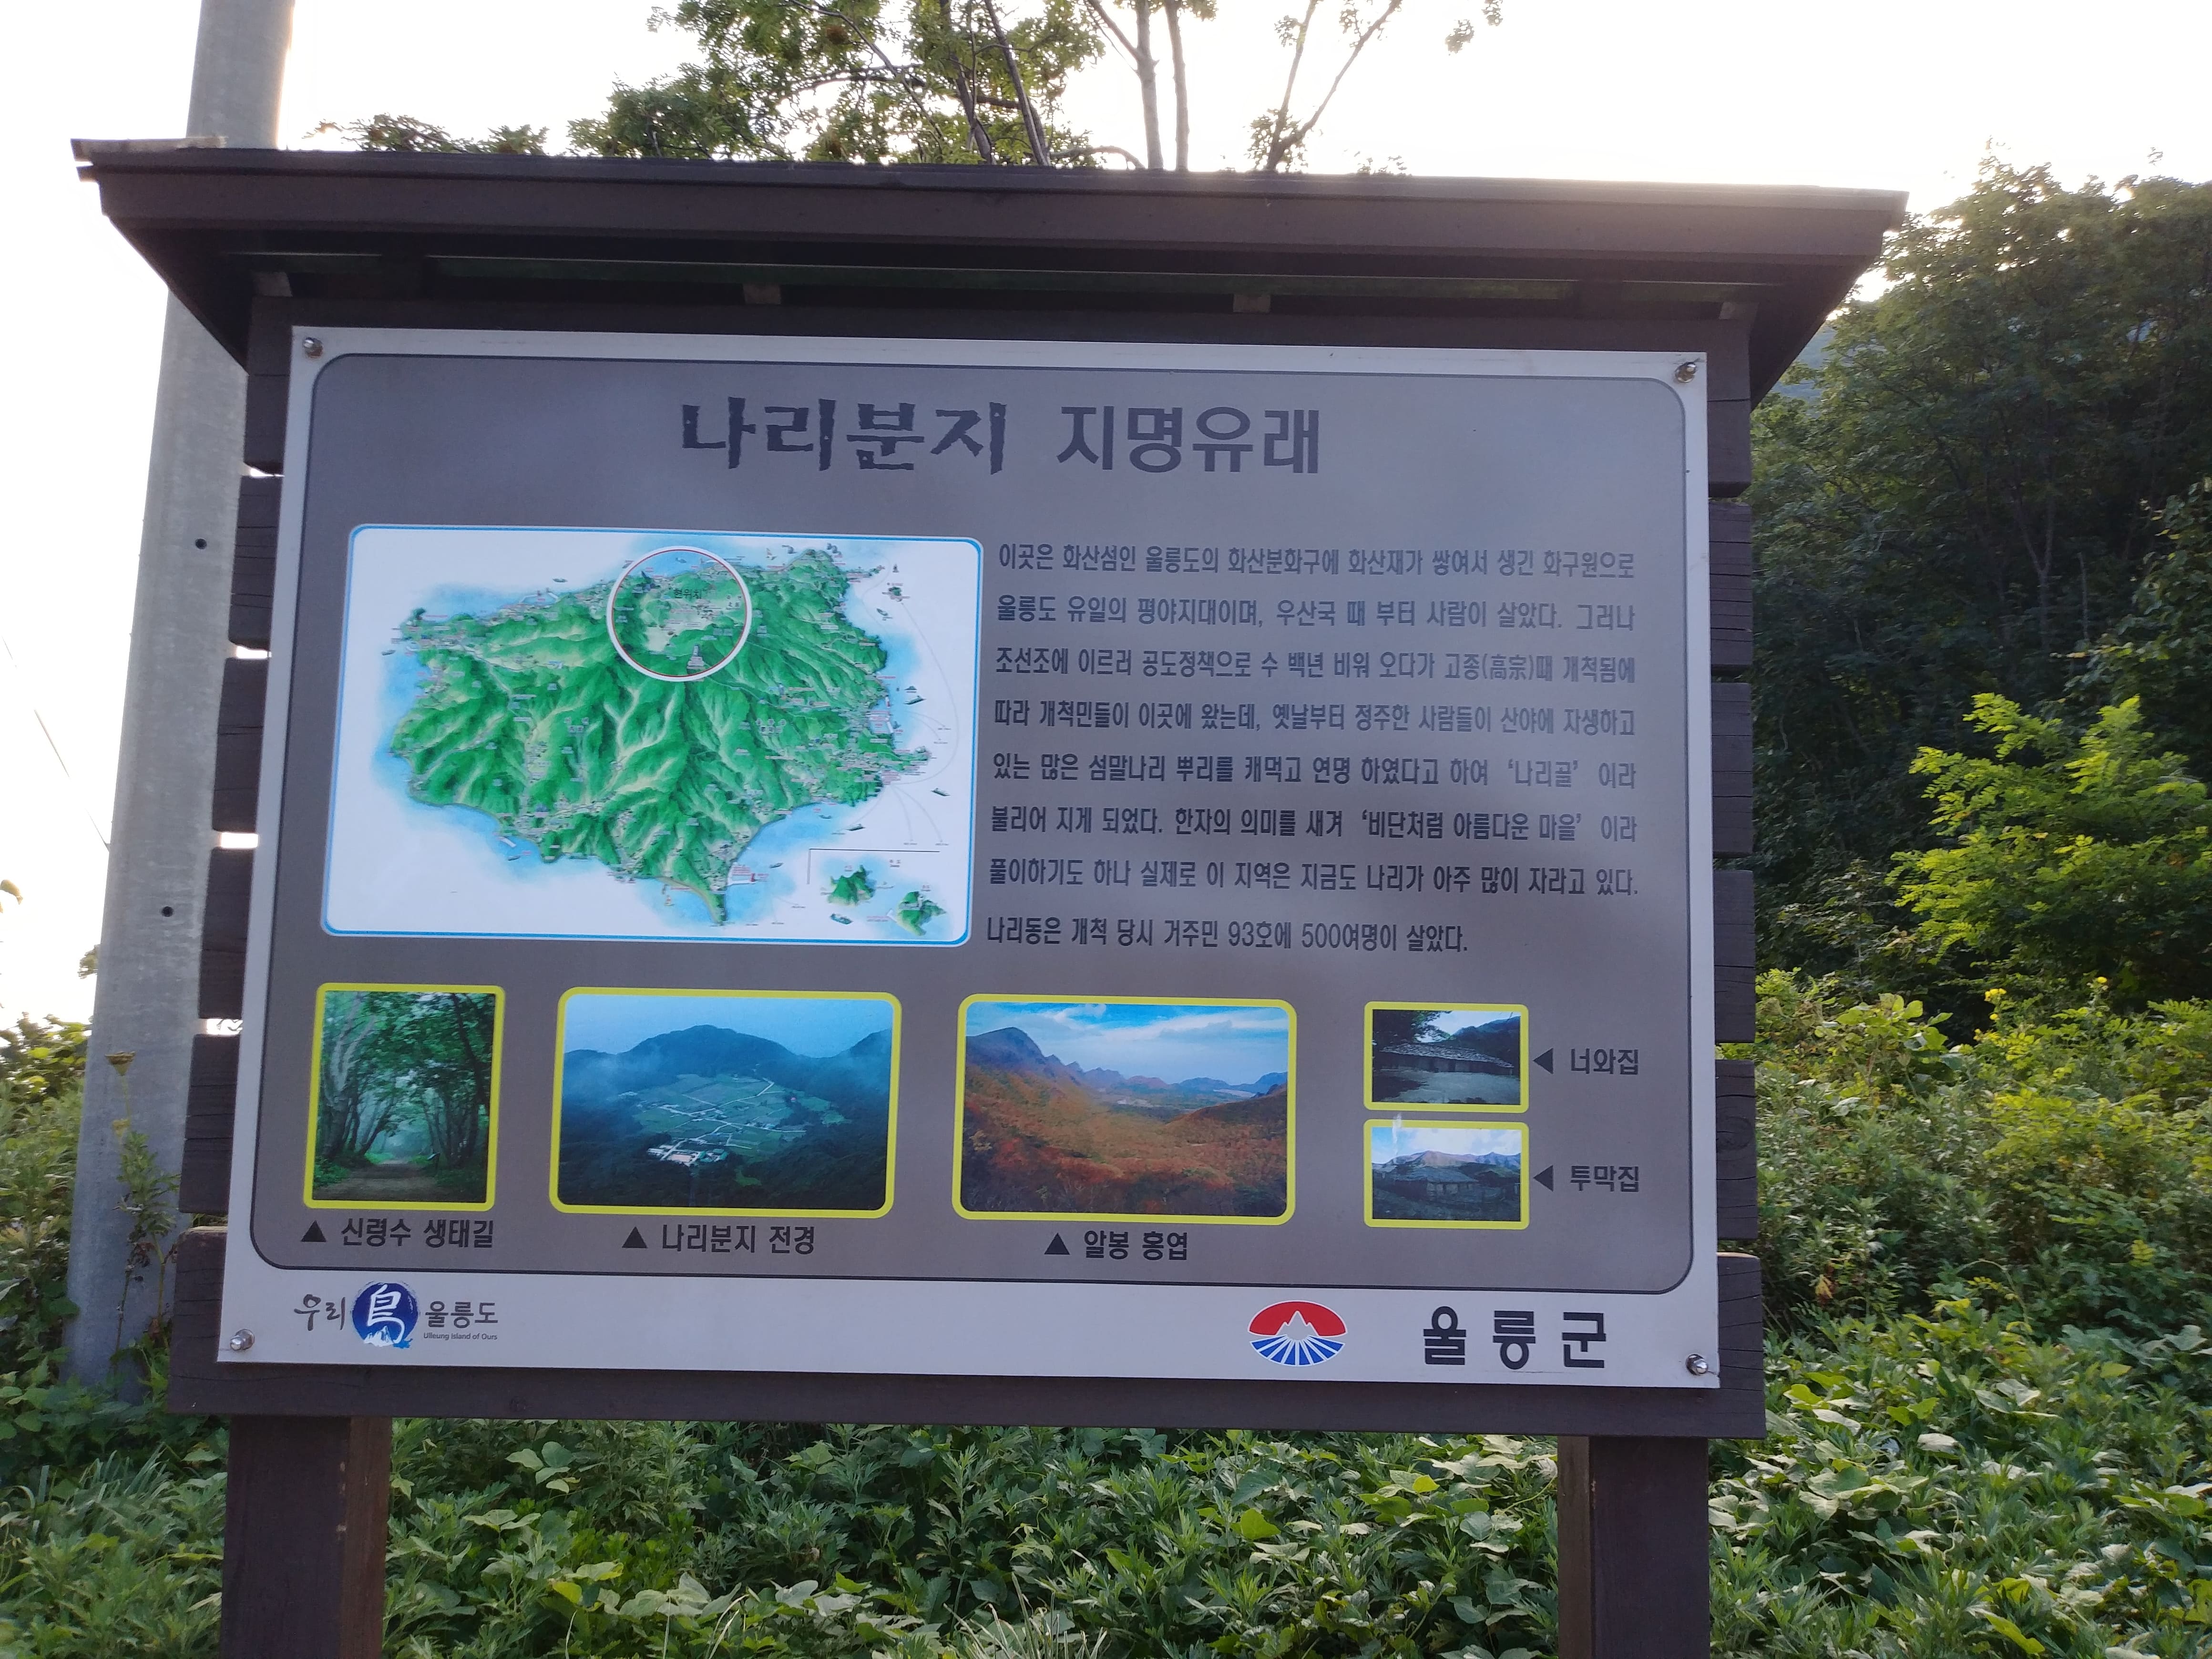 나리분지 지명유래
이곳은 화산섬인 울릉도의 화산분화구에 화산재가 쌓여서 생긴 화구원으로
울릉도 유일의 평야지대이며, 우산국 때 부터 사람이 살았다. 그러나
조선조에 이르러 공도정책으로 수 백년 비워 오다가 고종(高宗)때 개척됨에
따라 개척민들이 이곳에 왔는데, 옛날부터 정주한 사람들이 산야에 자생하고
있는 많은 섬말나리 뿌리를 캐먹고 연명 하였다고 하여 ‘나리골’ 이라
불리어 지게 되었다. 한자의 의미를 새겨 ‘비단처럼 아름다운 마을’ 이라
풀이하기도 하나 실제로 이 지역은 지금도 나리가 아주 많이 자라고 있다.
나리동은 개척 당시 거주민 93호에 500여명이 살았다.
현위치
◀ 너와집
◀ 투막집
▲ 신령수 생태길
▲ 나리분지 전경
▲ 알봉 홍엽
우리 島 울릉도
Ulleung Island of Ours
울릉군